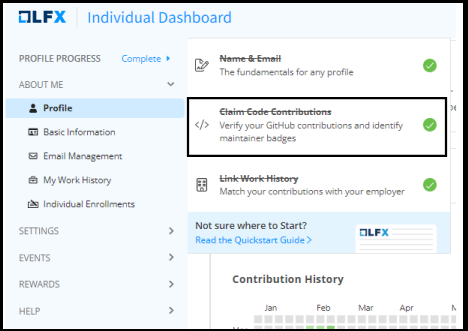 LFX Individual Dashboard
PROFILE PROGRESS Complete
ABOUT ME
Profile
Basic Information
Email Management
My Work History
Individual Enrollments
SETTINGS
EVENTS
REWARDS
HELP
Name & Email
The fundamentals for any profile
Claim Code Contributions
Verify your GitHub contributions and identify
maintainer badges
Link Work History
Match your contributions with your employer
Not sure where to Start?
Read the Quickstart Guide
LFX
Contribution History
Jan Feb Mar Apr